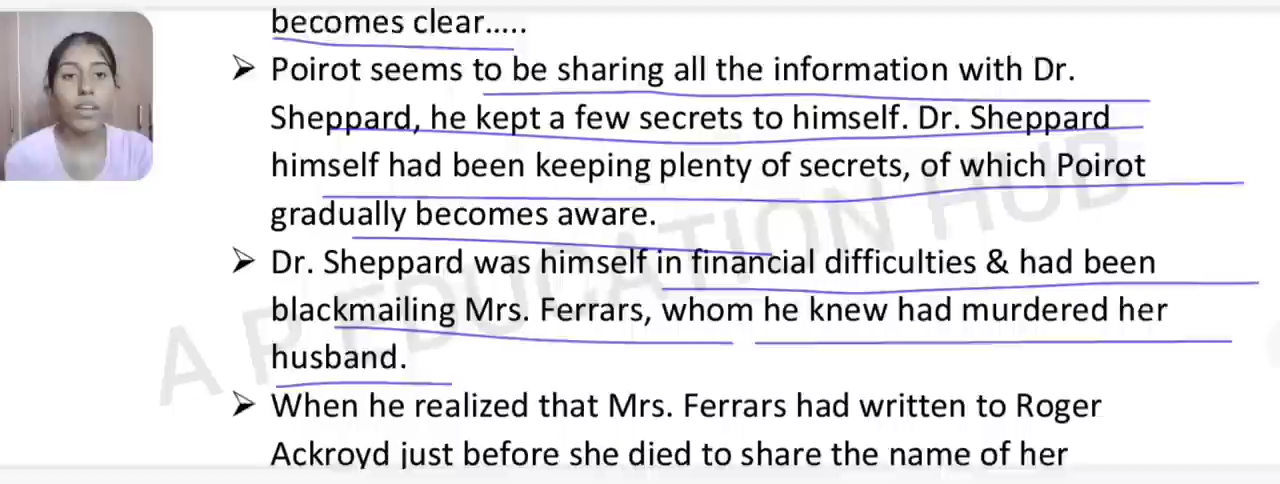 becomes clear.....
➢ Poirot seems to be sharing all the information with Dr.
Sheppard, he kept a few secrets to himself. Dr. Sheppard
himself had been keeping plenty of secrets, of which Poirot
gradually becomes aware.
➢ Dr. Sheppard was himself in financial difficulties & had been
blackmailing Mrs. Ferrars, whom he knew had murdered her
husband.
➢ When he realized that Mrs. Ferrars had written to Roger
Ackroyd just before she died to share the name of her
A P EDUCATION HUB